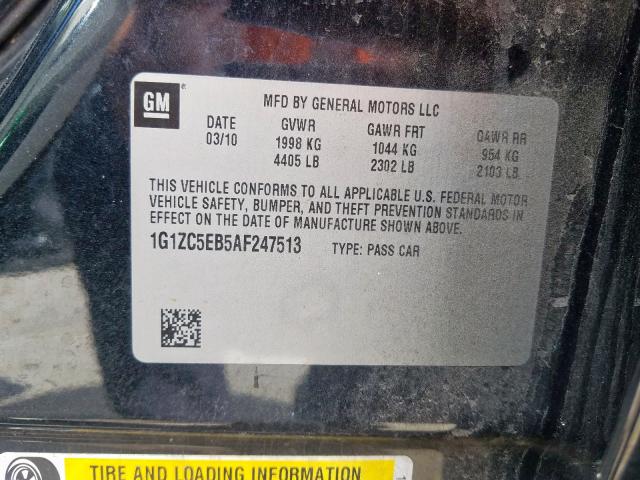 GM
MFD BY GENERAL MOTORS LLC
DATE GVWR GAWR FRT GAWR RR
03/10 1998 KG 1044 KG 954 KG
4405 LB 2302 LB 2103 LB
THIS VEHICLE CONFORMS TO ALL APPLICABLE U.S. FEDERAL MOTOR
VEHICLE SAFETY, BUMPER, AND THEFT PREVENTION STANDARDS IN
EFFECT ON THE DATE OF MANUFACTURE SHOWN ABOVE.
1G1ZC5EB5AF247513 TYPE: PASS CAR
TIRE AND LOADING INFORMATION